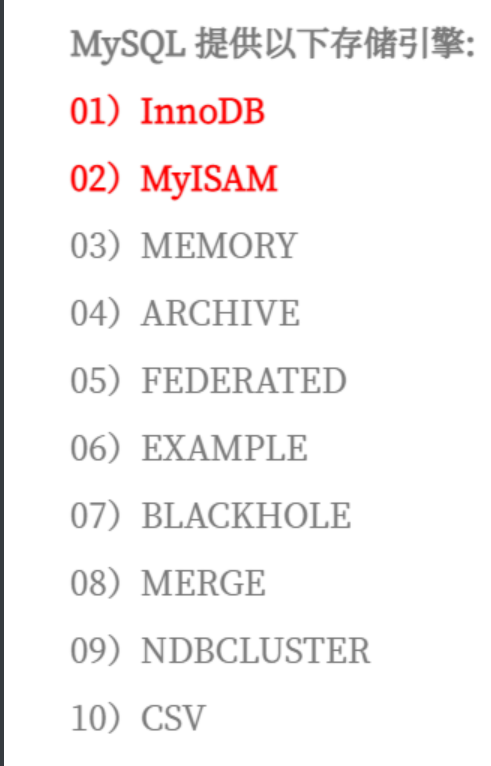 MySQL 提供以下存储引擎:
01）InnoDB
02）MyISAM
03）MEMORY
04）ARCHIVE
05）FEDERATED
06）EXAMPLE
07）BLACKHOLE
08）MERGE
09）NDBCLUSTER
10）CSV